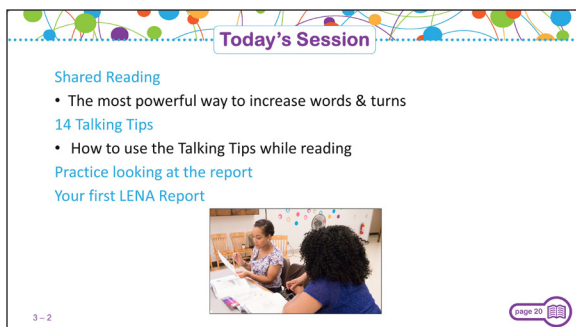 Today's Session
Shared Reading
• The most powerful way to increase words & turns
14 Talking Tips
• How to use the Talking Tips while reading
Practice looking at the report
Your first LENA Report
3 – 2
page 20